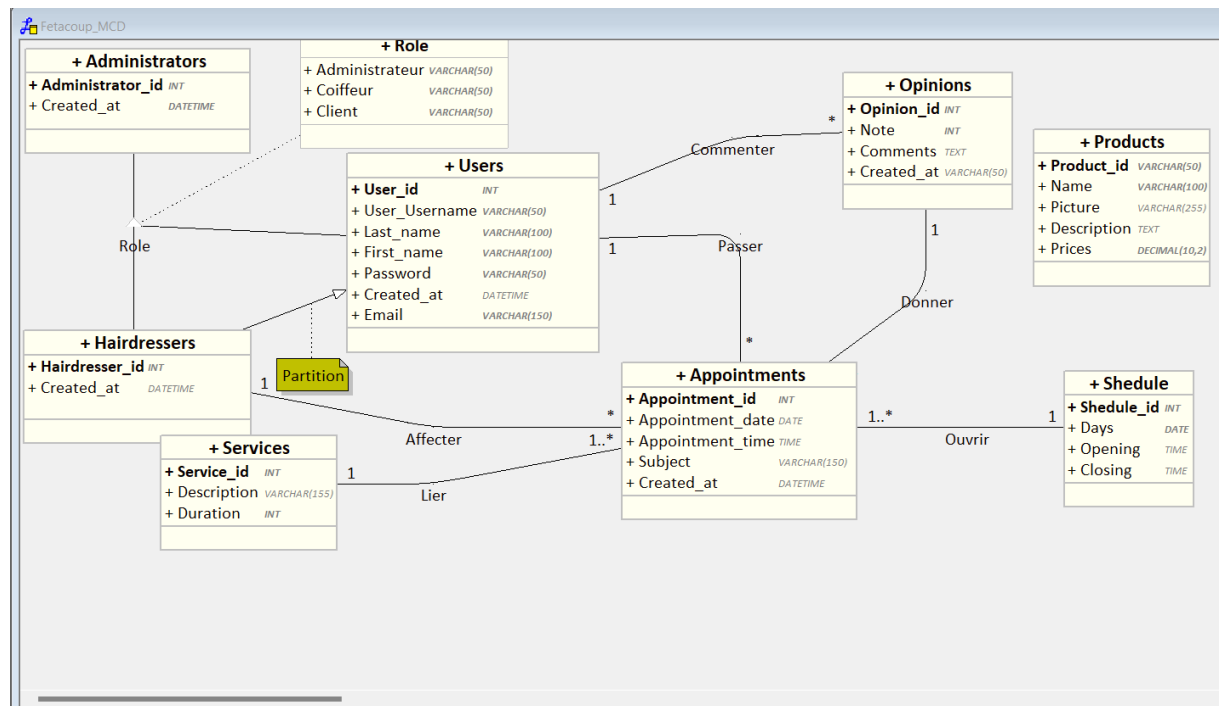 Fetacoup_MCD
+ Administrators
+ Administrator_id INT
+ Created_at DATETIME
+ Role
+ Administrateur VARCHAR(50)
+ Coiffeur VARCHAR(50)
+ Client VARCHAR(50)
+ Opinions
+ Opinion_id INT
+ Note INT
+ Comments TEXT
+ Created_at VARCHAR(50)
+ Products
+ Product_id VARCHAR(50)
+ Name VARCHAR(100)
+ Picture VARCHAR(255)
+ Description TEXT
+ Prices DECIMAL(10,2)
+ Users
+ User_id INT
+ User_Username VARCHAR(50)
+ Last_name VARCHAR(100)
+ First_name VARCHAR(100)
+ Password VARCHAR(50)
+ Created_at DATETIME
+ Email VARCHAR(150)
*
Commenter
1
1
Passer
*
Role
1
Donner
+ Hairdressers
+ Hairdresser_id INT
+ Created_at DATETIME
Partition
1
Affecter
*
+ Appointments
+ Appointment_id INT
+ Appointment_date DATE
+ Appointment_time TIME
+ Subject VARCHAR(150)
+ Created_at DATETIME
1..*
Ouvrir
1
+ Shedule
+ Shedule_id INT
+ Days DATE
+ Opening TIME
+ Closing TIME
+ Services
+ Service_id INT
+ Description VARCHAR(155)
+ Duration INT
1
Lier
1..*